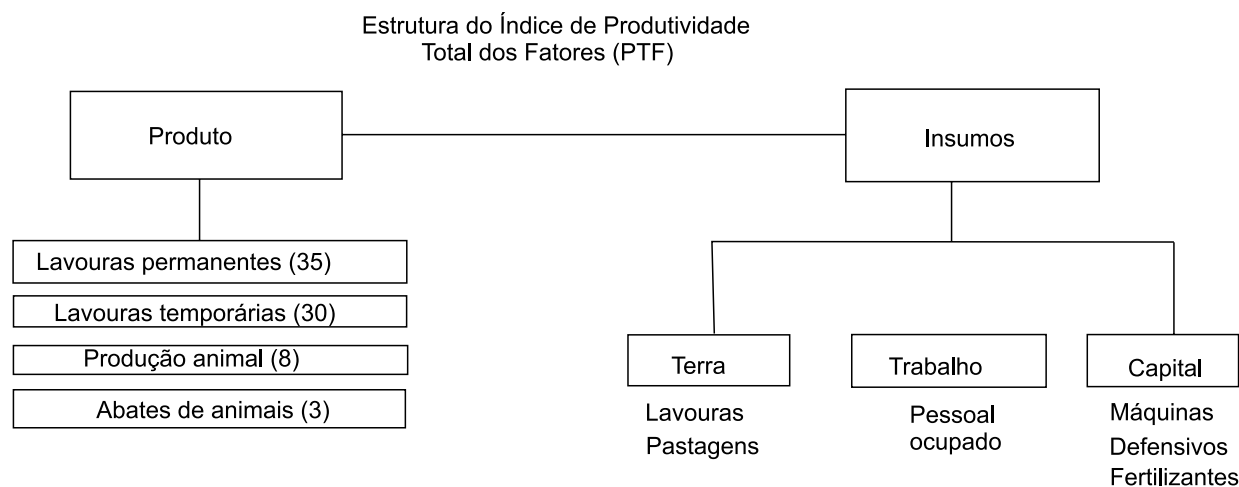 Estrutura do Índice de Produtividade
Total dos Fatores (PTF)
Produto
Insumos
Lavouras permanentes (35)
Lavouras temporárias (30)
Produção animal (8)
Abates de animais (3)
Terra
Trabalho
Capital
Lavouras
Pastagens
Pessoal
ocupado
Máquinas
Defensivos
Fertilizantes